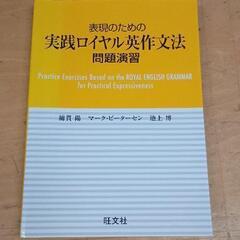 表現のための
実践ロイヤル英作文法
問題演習
Practice Exercises Based on the ROYAL ENGLISH GRAMMAR
for Practical Expressiveness
綿貫 陽　マーク・ピーターセン　池上 博
旺文社